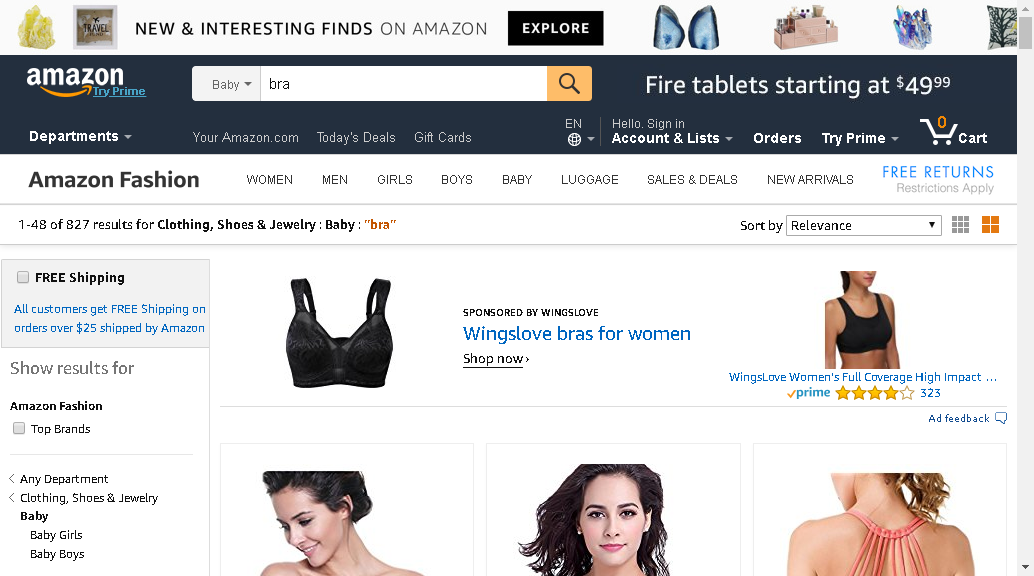 TRAVEL
NEW & INTERESTING FINDS ON AMAZON
EXPLORE
amazon
Try Prime
Baby
bra
Fire tablets starting at $49.99
Departments
Your Amazon.com
Today's Deals
Gift Cards
EN
Hello. Sign in
Account & Lists
Orders
Try Prime
0
Cart
Amazon Fashion
WOMEN
MEN
GIRLS
BOYS
BABY
LUGGAGE
SALES & DEALS
NEW ARRIVALS
FREE RETURNS
Restrictions Apply
1-48 of 827 results for Clothing, Shoes & Jewelry : Baby : "bra"
Sort by
Relevance
FREE Shipping
All customers get FREE Shipping on
orders over $25 shipped by Amazon
Show results for
Amazon Fashion
Top Brands
Any Department
Clothing, Shoes & Jewelry
Baby
Baby Girls
Baby Boys
SPONSORED BY WINGSLOVE
Wingslove bras for women
Shop now ›
WingsLove Women's Full Coverage High Impact ...
prime
323
Ad feedback